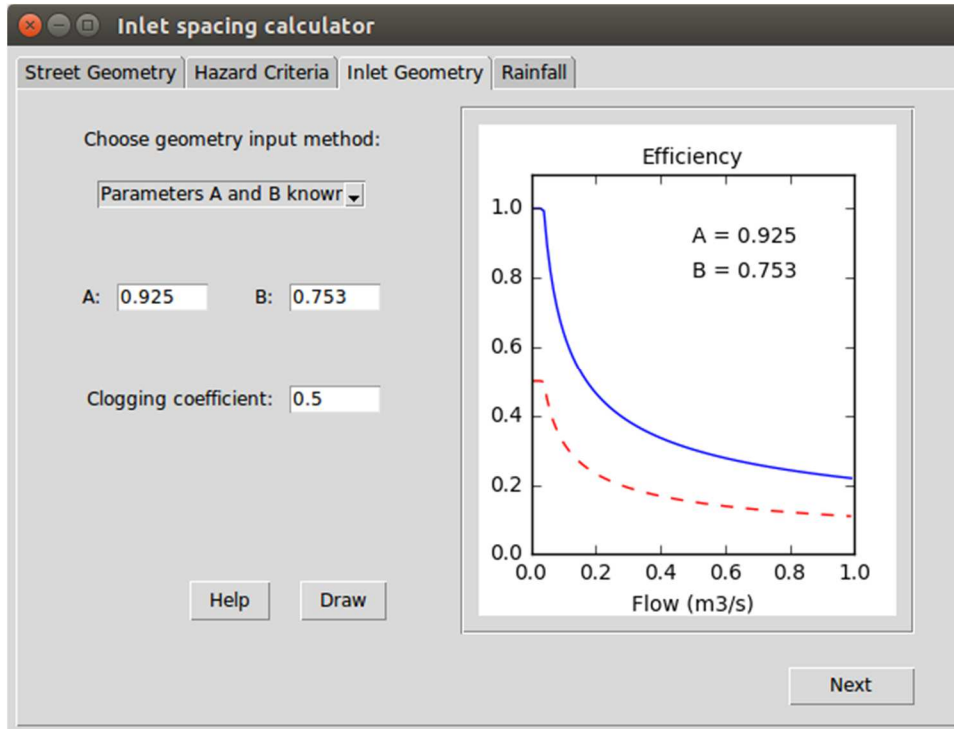 Inlet spacing calculator
Street Geometry Hazard Criteria Inlet Geometry Rainfall
Choose geometry input method:
Parameters A and B known
A: 0.925 B: 0.753
Clogging coefficient: 0.5
Help Draw
Efficiency
A = 0.925
B = 0.753
1.0
0.8
0.6
0.4
0.2
0.0
0.0 0.2 0.4 0.6 0.8 1.0
Flow (m3/s)
Next